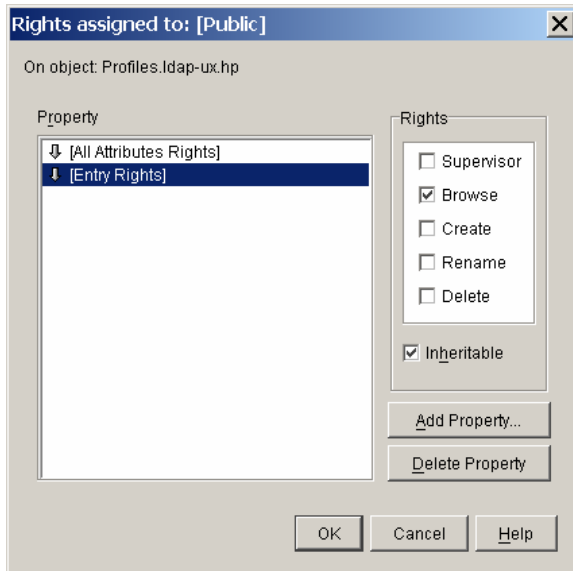 Rights assigned to: [Public]
On object: Profiles.ldap-ux.hp
Property
[All Attributes Rights]
[Entry Rights]
Rights
Supervisor
Browse
Create
Rename
Delete
Inheritable
Add Property...
Delete Property
OK Cancel Help